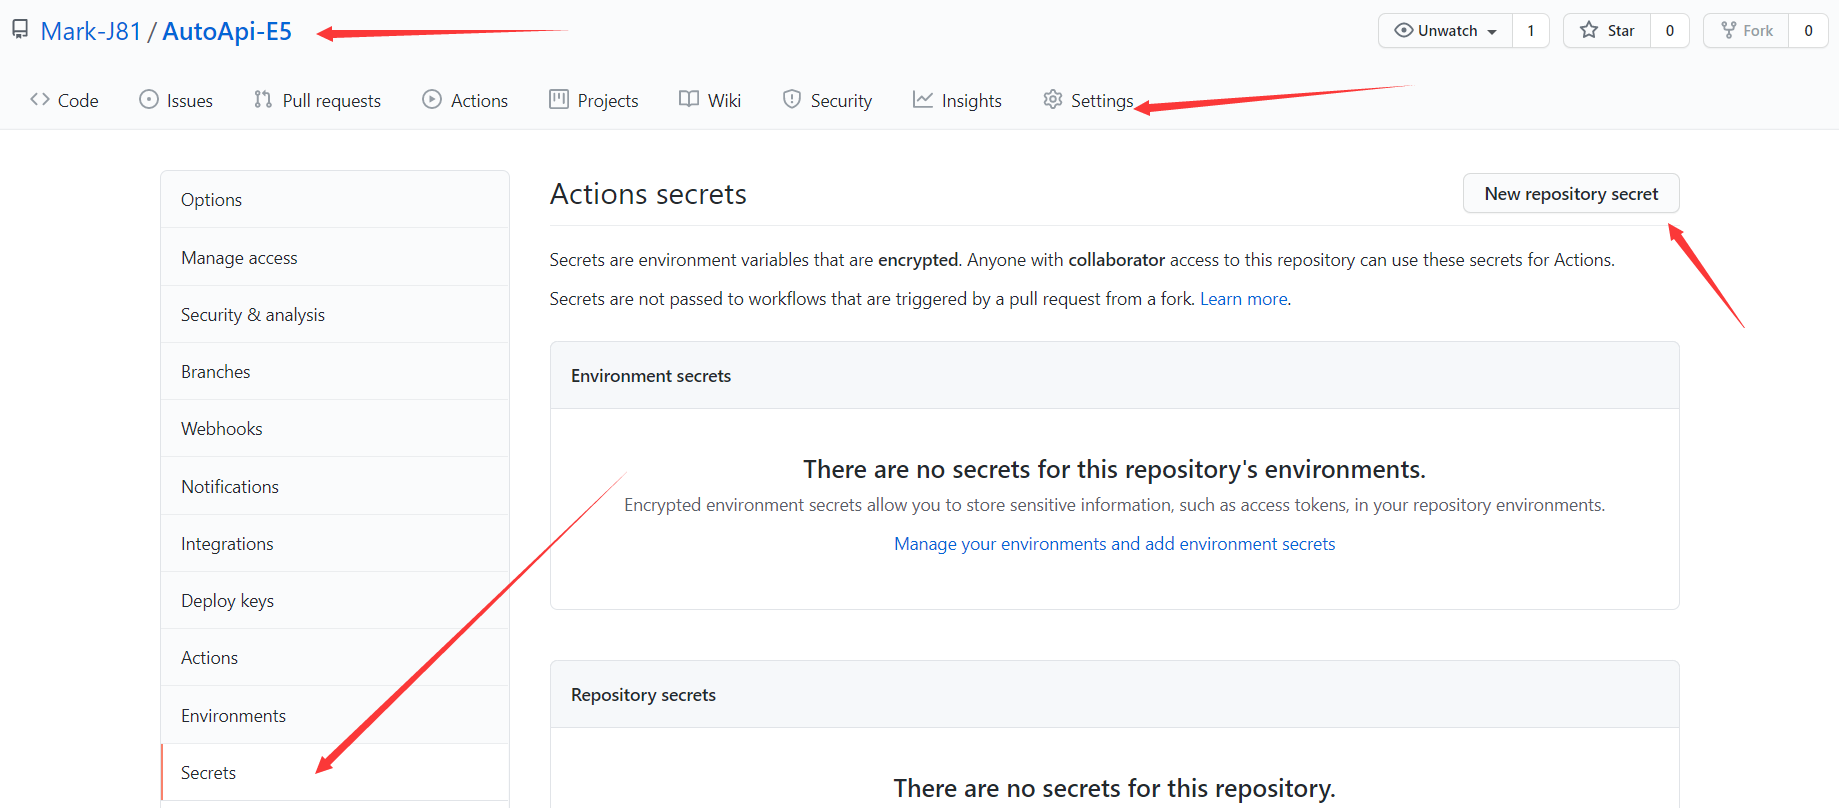 Mark-J81 / AutoApi-E5
Unwatch 1 Star 0 Fork 0
Code Issues Pull requests Actions Projects Wiki Security Insights Settings
Options
Manage access
Security & analysis
Branches
Webhooks
Notifications
Integrations
Deploy keys
Actions
Environments
Secrets
Actions secrets
New repository secret
Secrets are environment variables that are encrypted. Anyone with collaborator access to this repository can use these secrets for Actions.
Secrets are not passed to workflows that are triggered by a pull request from a fork. Learn more.
Environment secrets
There are no secrets for this repository's environments.
Encrypted environment secrets allow you to store sensitive information, such as access tokens, in your repository environments.
Manage your environments and add environment secrets
Repository secrets
There are no secrets for this repository.